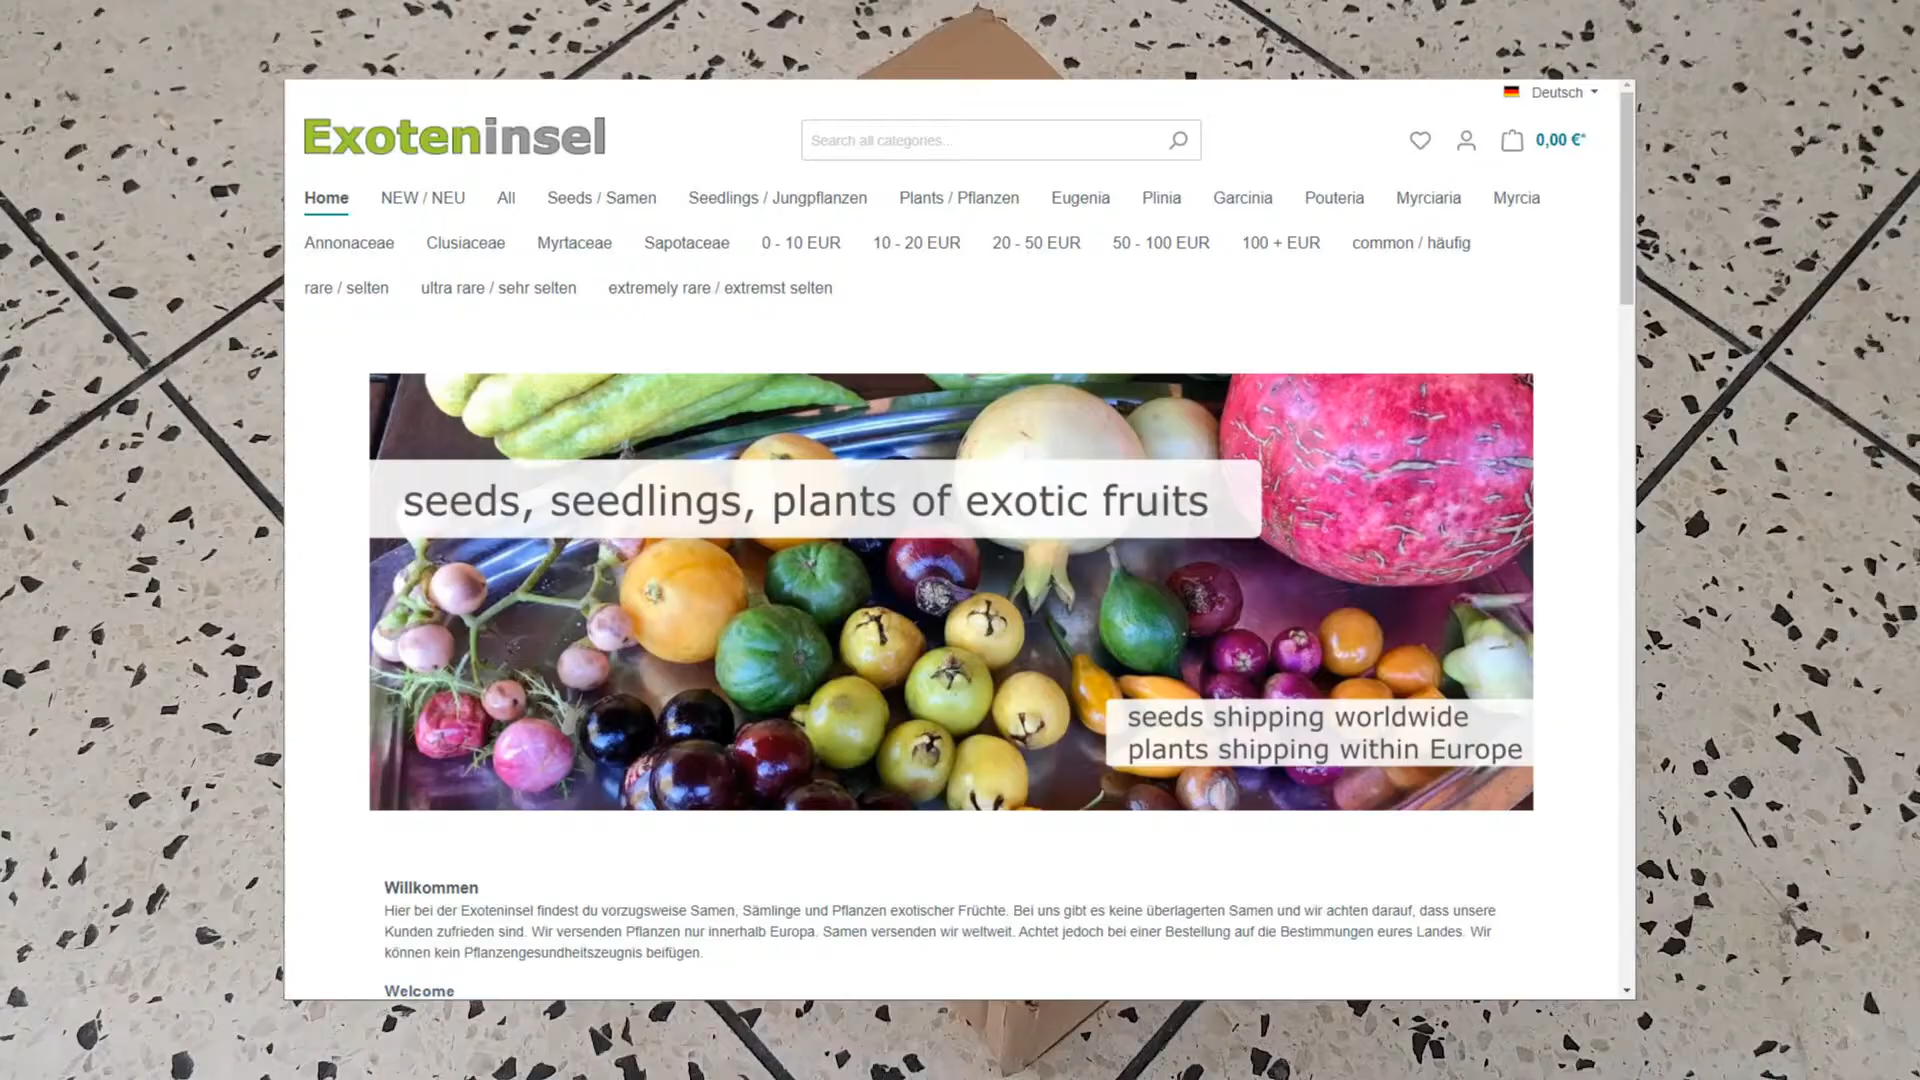 Deutsch
Exoteninsel
Search all categories...
0,00 €*
Home NEW / NEU All Seeds / Samen Seedlings / Jungpflanzen Plants / Pflanzen Eugenia Plinia Garcinia Pouteria Myrciaria Myrcia
Annonaceae Clusiaceae Myrtaceae Sapotaceae 0 - 10 EUR 10 - 20 EUR 20 - 50 EUR 50 - 100 EUR 100 + EUR common / häufig
rare / selten ultra rare / sehr selten extremely rare / extremst selten
seeds, seedlings, plants of exotic fruits
seeds shipping worldwide
plants shipping within Europe
Willkommen
Hier bei der Exoteninsel findest du vorzugsweise Samen, Sämlinge und Pflanzen exotischer Früchte. Bei uns gibt es keine überlagerten Samen und wir achten darauf, dass unsere
Kunden zufrieden sind. Wir versenden Pflanzen nur innerhalb Europa. Samen versenden wir weltweit. Achtet jedoch bei einer Bestellung auf die Bestimmungen eures Landes. Wir
können kein Pflanzengesundheitszeugnis beifügen.
Welcome